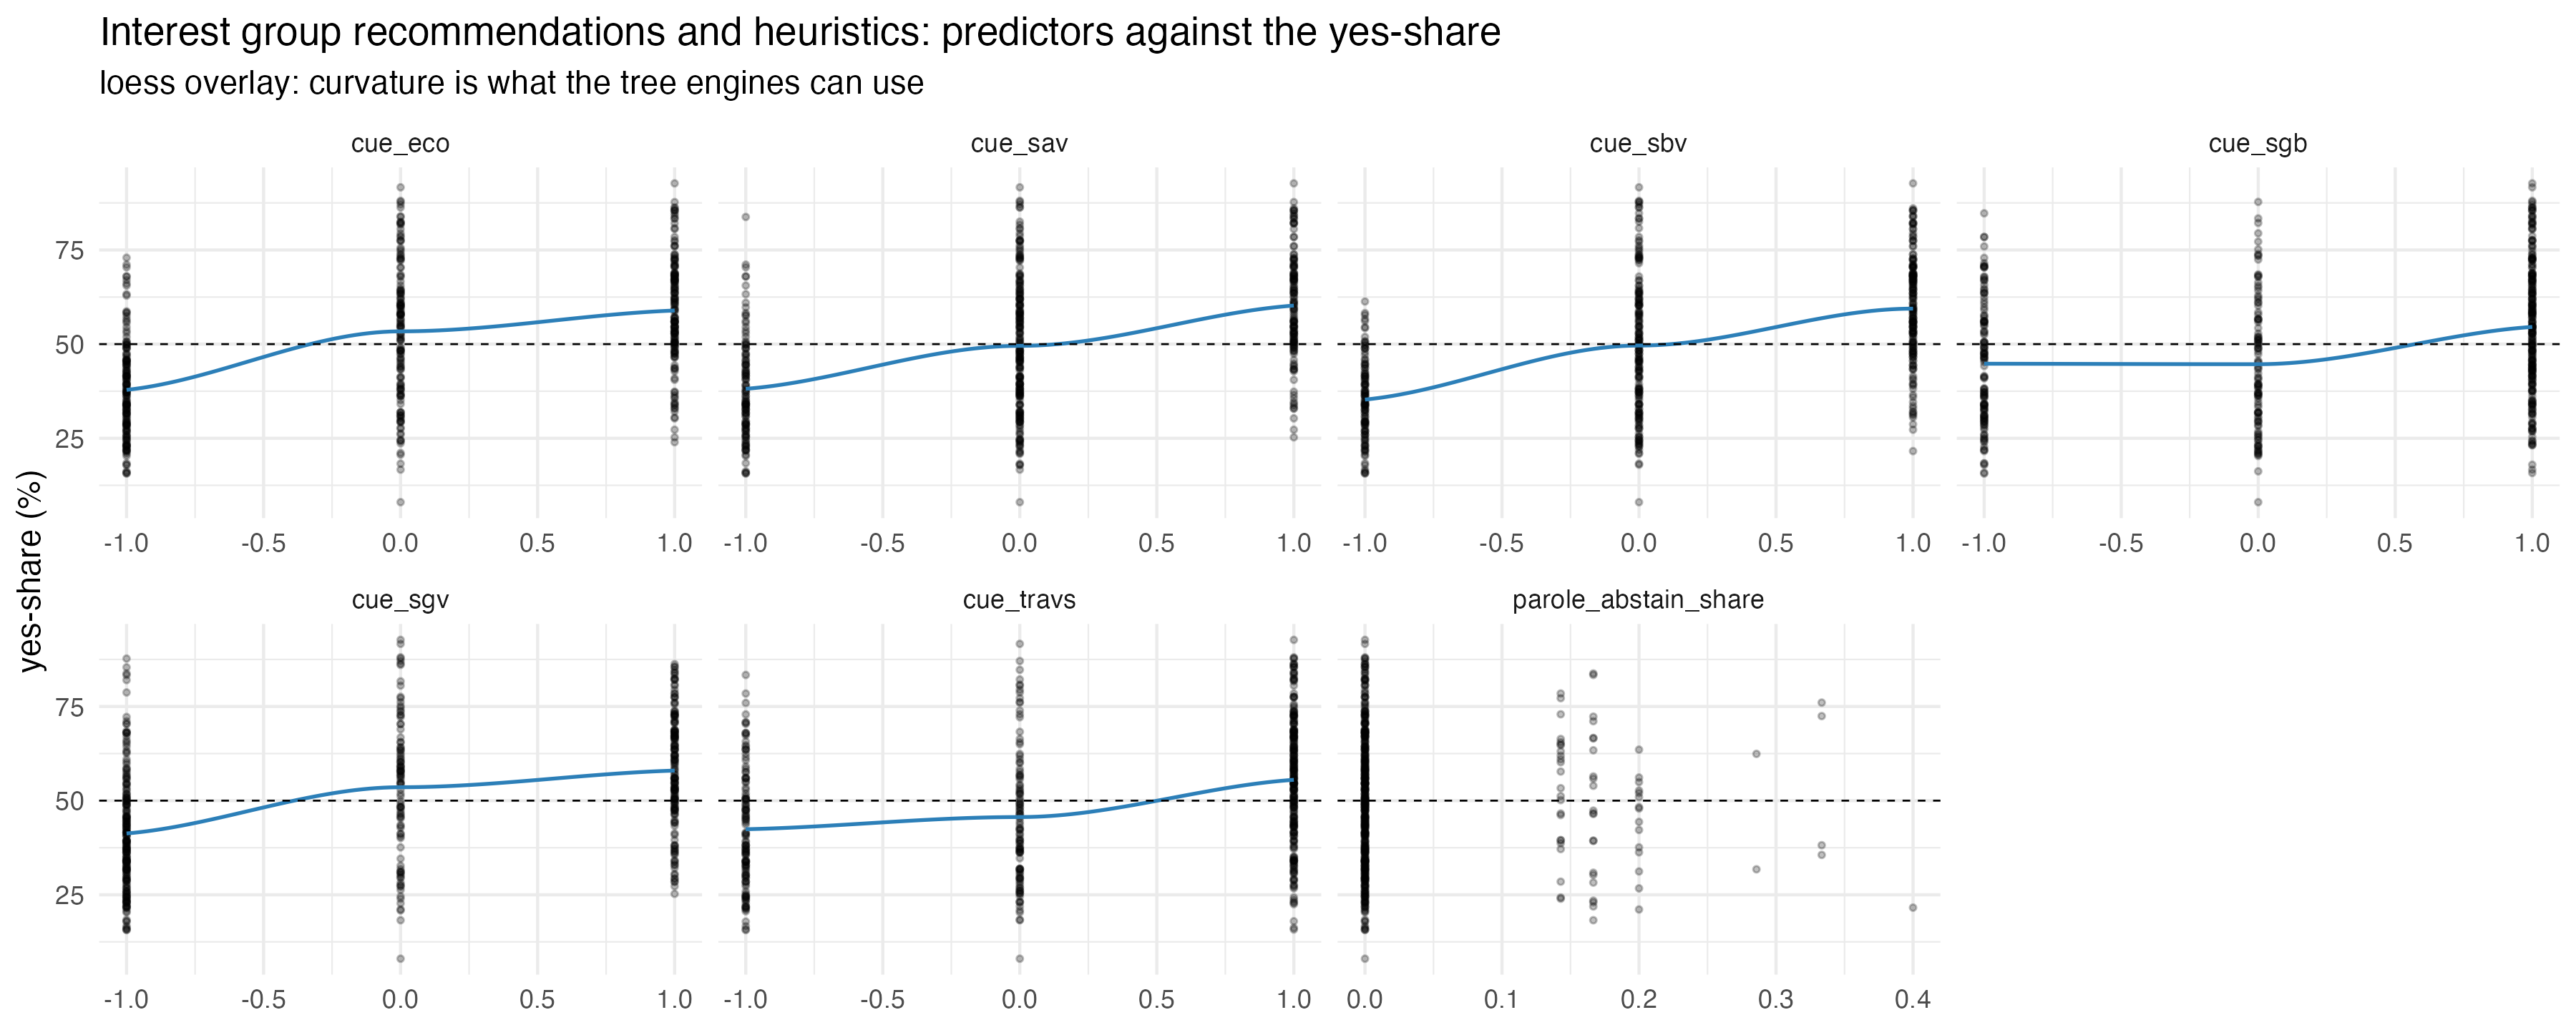 Interest group recommendations and heuristics: predictors against the yes-share
loess overlay: curvature is what the tree engines can use
cue_eco
cue_sav
cue_sbv
cue_sgb
75
50
25
-1.0 -0.5 0.0 0.5 1.0
-1.0 -0.5 0.0 0.5 1.0
-1.0 -0.5 0.0 0.5 1.0
-1.0 -0.5 0.0 0.5 1.0
yes-share (%)
cue_sgv
cue_travs
parole_abstain_share
75
50
25
-1.0 -0.5 0.0 0.5 1.0
-1.0 -0.5 0.0 0.5 1.0
0.0 0.1 0.2 0.3 0.4